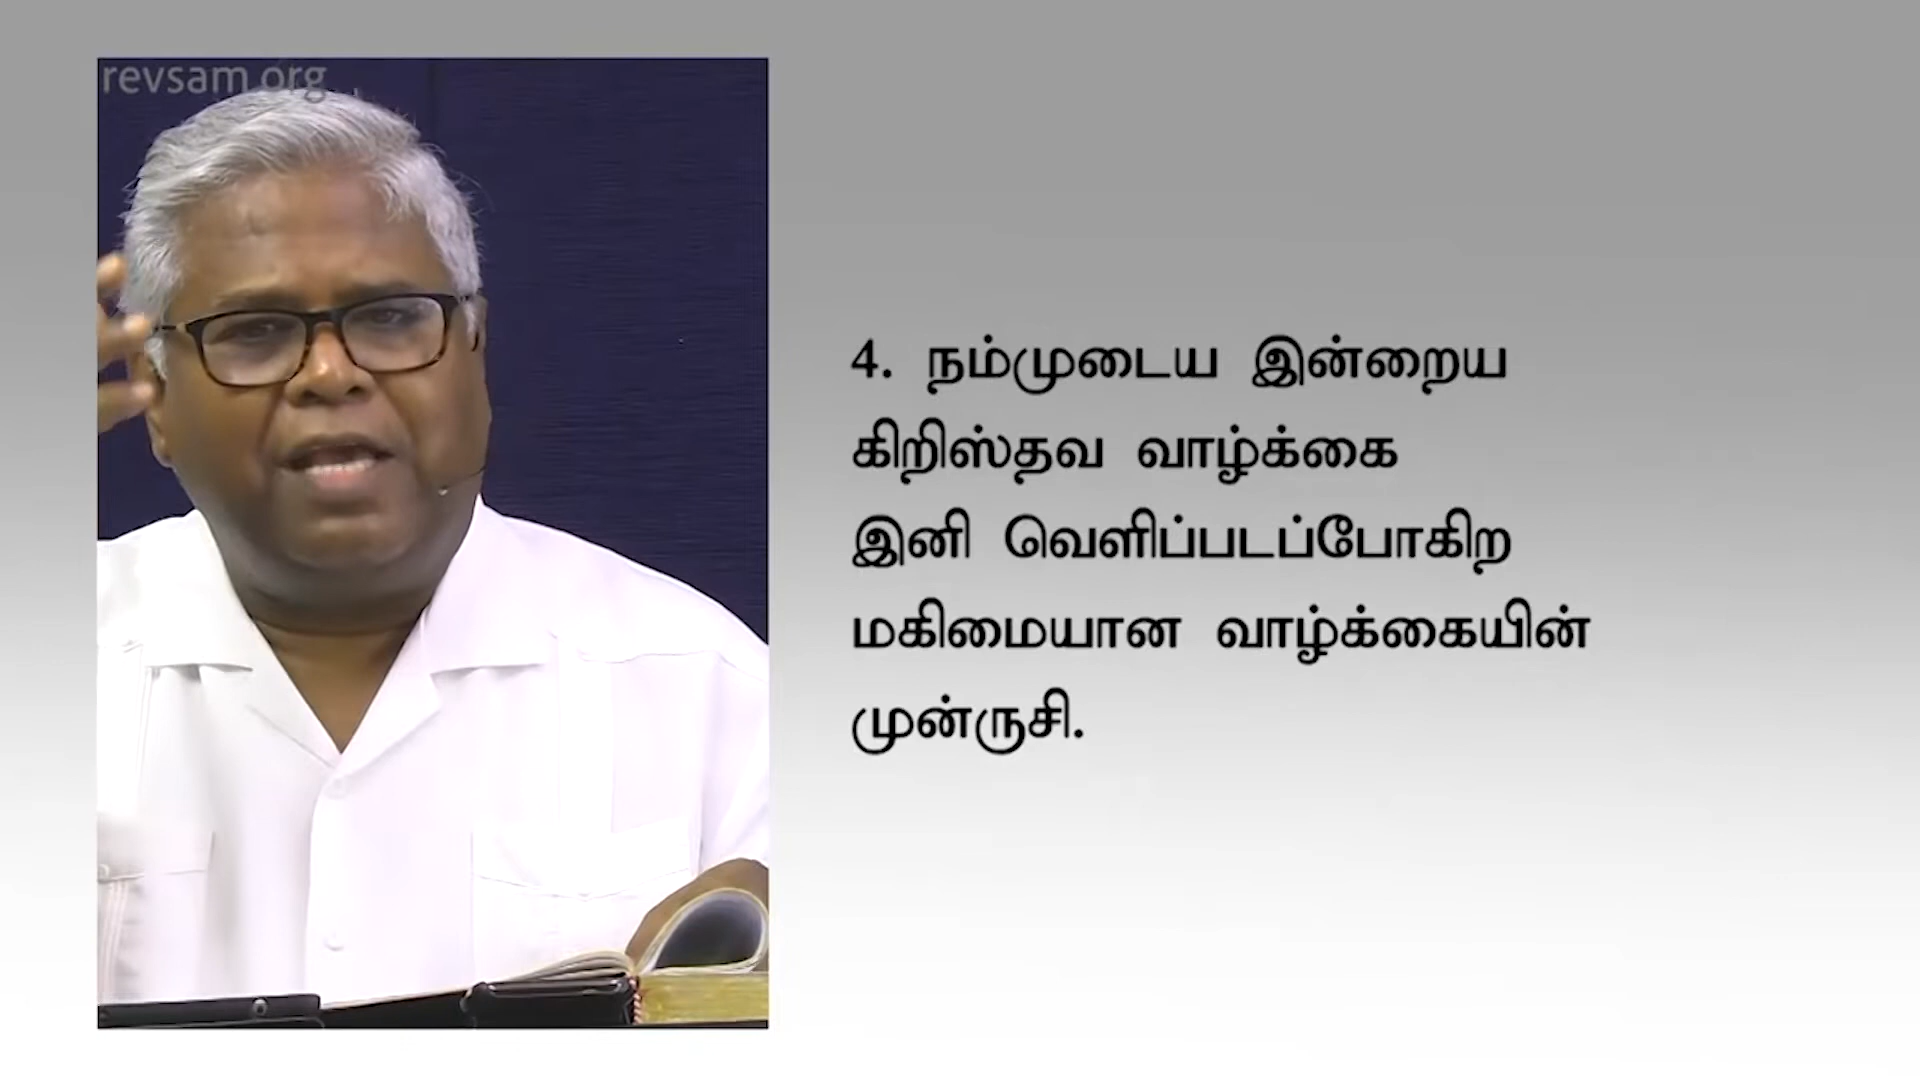 revsam.org
4. நம்முடைய இன்றைய
கிறிஸ்தவ வாழ்க்கை
இனி வெளிப்படப்போகிற
மகிமையான வாழ்க்கையின்
முன்ருசி.